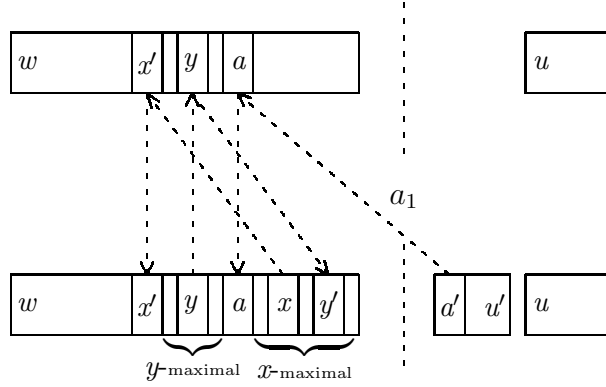 w x′ y a u
a₁
w x′ y a x y′ a′ u′ u
y-maximal x-maximal